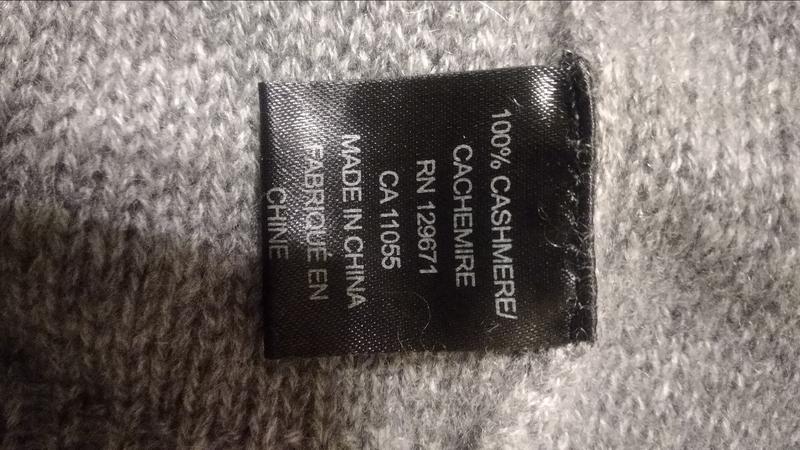 100% CASHMERE/
CACHEMIRE
RN 129671
CA 11055
MADE IN CHINA
FABRIQUÉ EN
CHINE